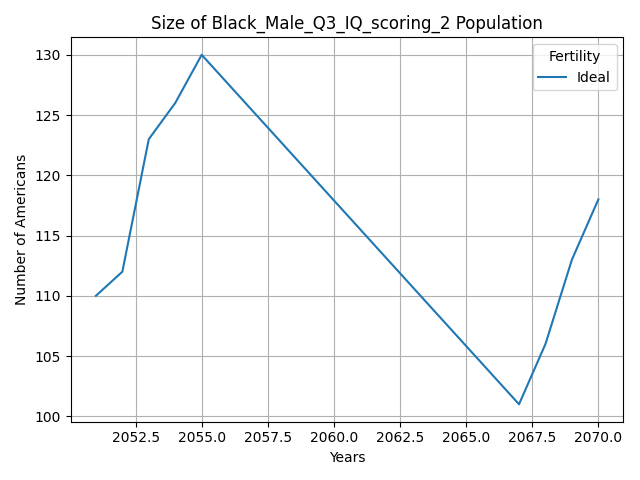 Size of Black_Male_Q3_IQ_scoring_2 Population
Fertility
Ideal
Number of Americans
130
125
120
115
110
105
100
2052.5 2055.0 2057.5 2060.0 2062.5 2065.0 2067.5 2070.0
Years